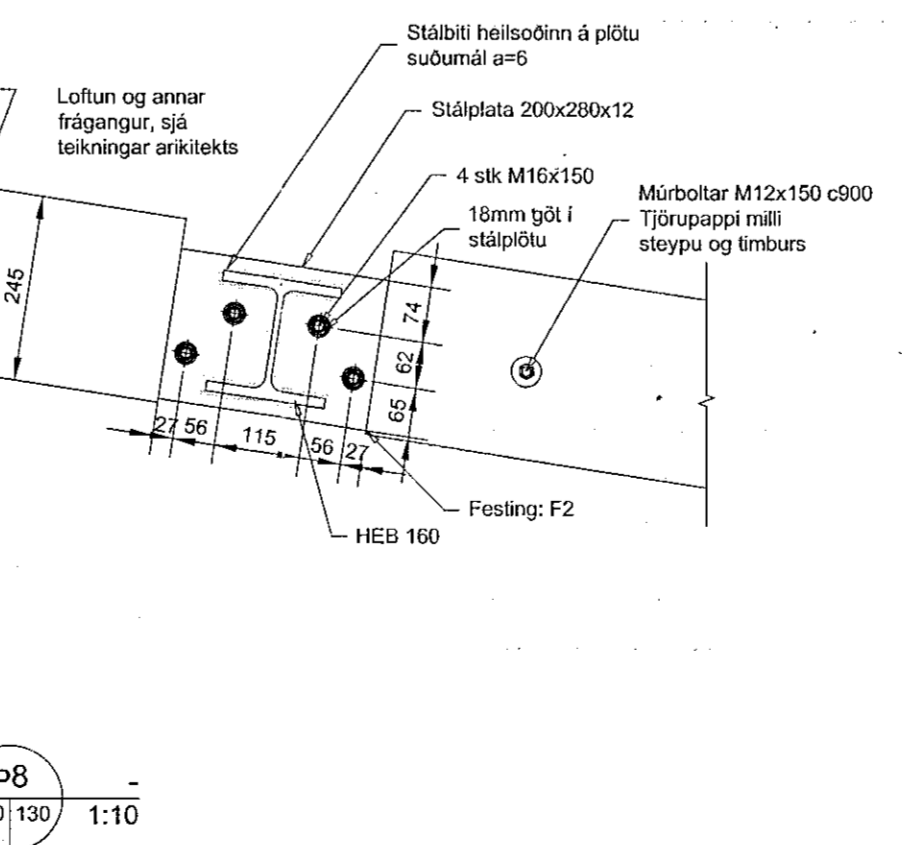 Stálbiti heilsoðinn á plötu
suðumál a=6
Loftun og annar
frágangur, sjá
teikningar arikitekts
Stálplata 200x280x12
4 stk M16x150
18mm göt í
stálplötu
Múrboltar M12x150 c900
Tjörupappi milli
steypu og timburs
245
74
62
65
27 56 115 56 27
Festing: F2
HEB 160
8 -
130 1:10